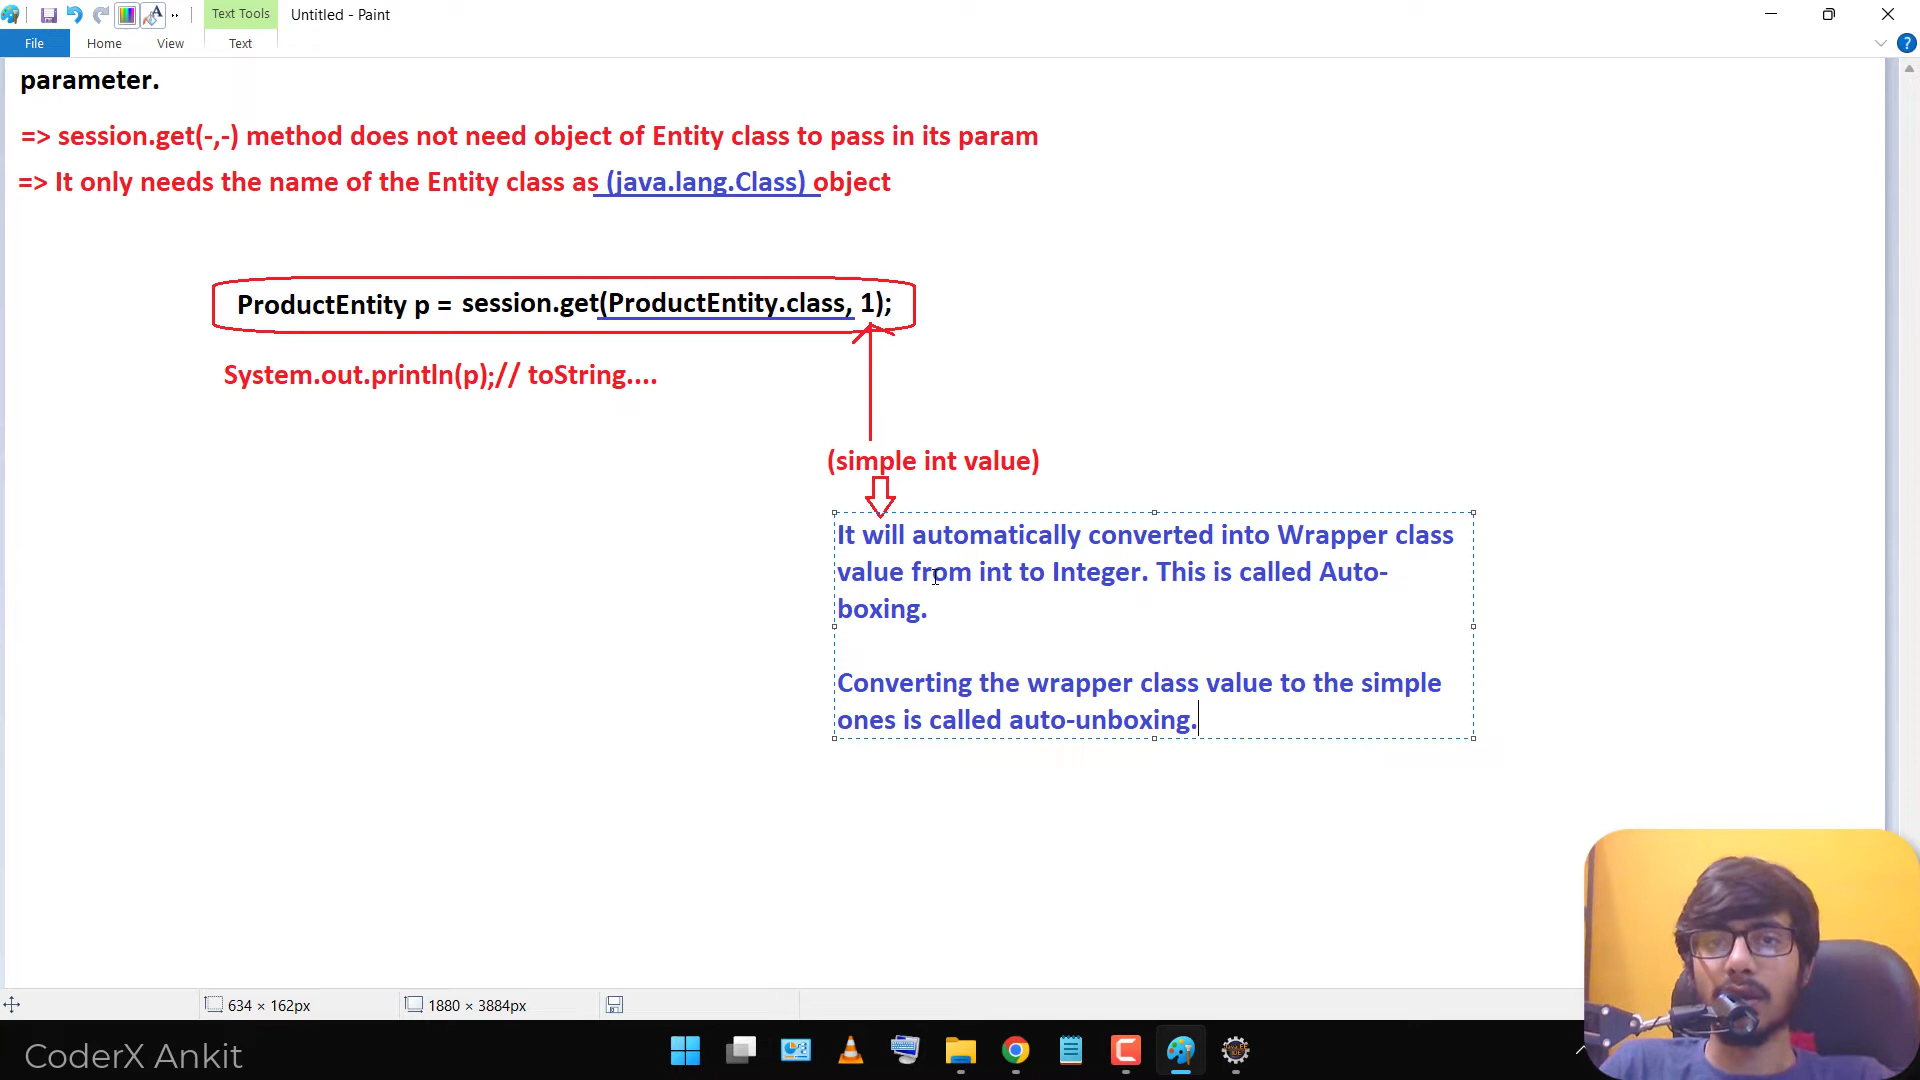 Text Tools
Untitled - Paint
File
Home
View
Text
parameter.
=> session.get(-,-) method does not need object of Entity class to pass in its param
=> It only needs the name of the Entity class as (java.lang.Class) object
ProductEntity p = session.get(ProductEntity.class, 1);
System.out.println(p);// toString....
(simple int value)
It will automatically converted into Wrapper class
value from int to Integer. This is called Auto-
boxing.
Converting the wrapper class value to the simple
ones is called auto-unboxing.
634 × 162px
1880 × 3884px
CoderX Ankit